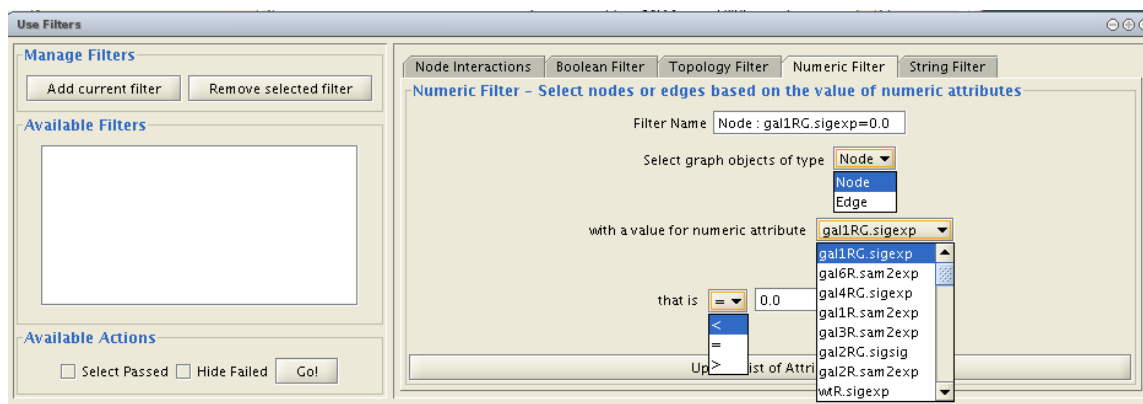 Use Filters
Manage Filters
Add current filter
Remove selected filter
Available Filters
Available Actions
Select Passed
Hide Failed
Go!
Node Interactions
Boolean Filter
Topology Filter
Numeric Filter
String Filter
Numeric Filter - Select nodes or edges based on the value of numeric attributes
Filter Name
Node : gal1RG.sigexp=0.0
Select graph objects of type
Node
Node
Edge
with a value for numeric attribute
gal1RG.sigexp
gal1RG.sigexp
gal6R.sam2exp
gal4RG.sigexp
gal1R.sam2exp
gal3R.sam2exp
gal2RG.sigsig
gal2R.sam2exp
wtR.sigexp
that is
=
0.0
<
=
>
Up
ist of Attri